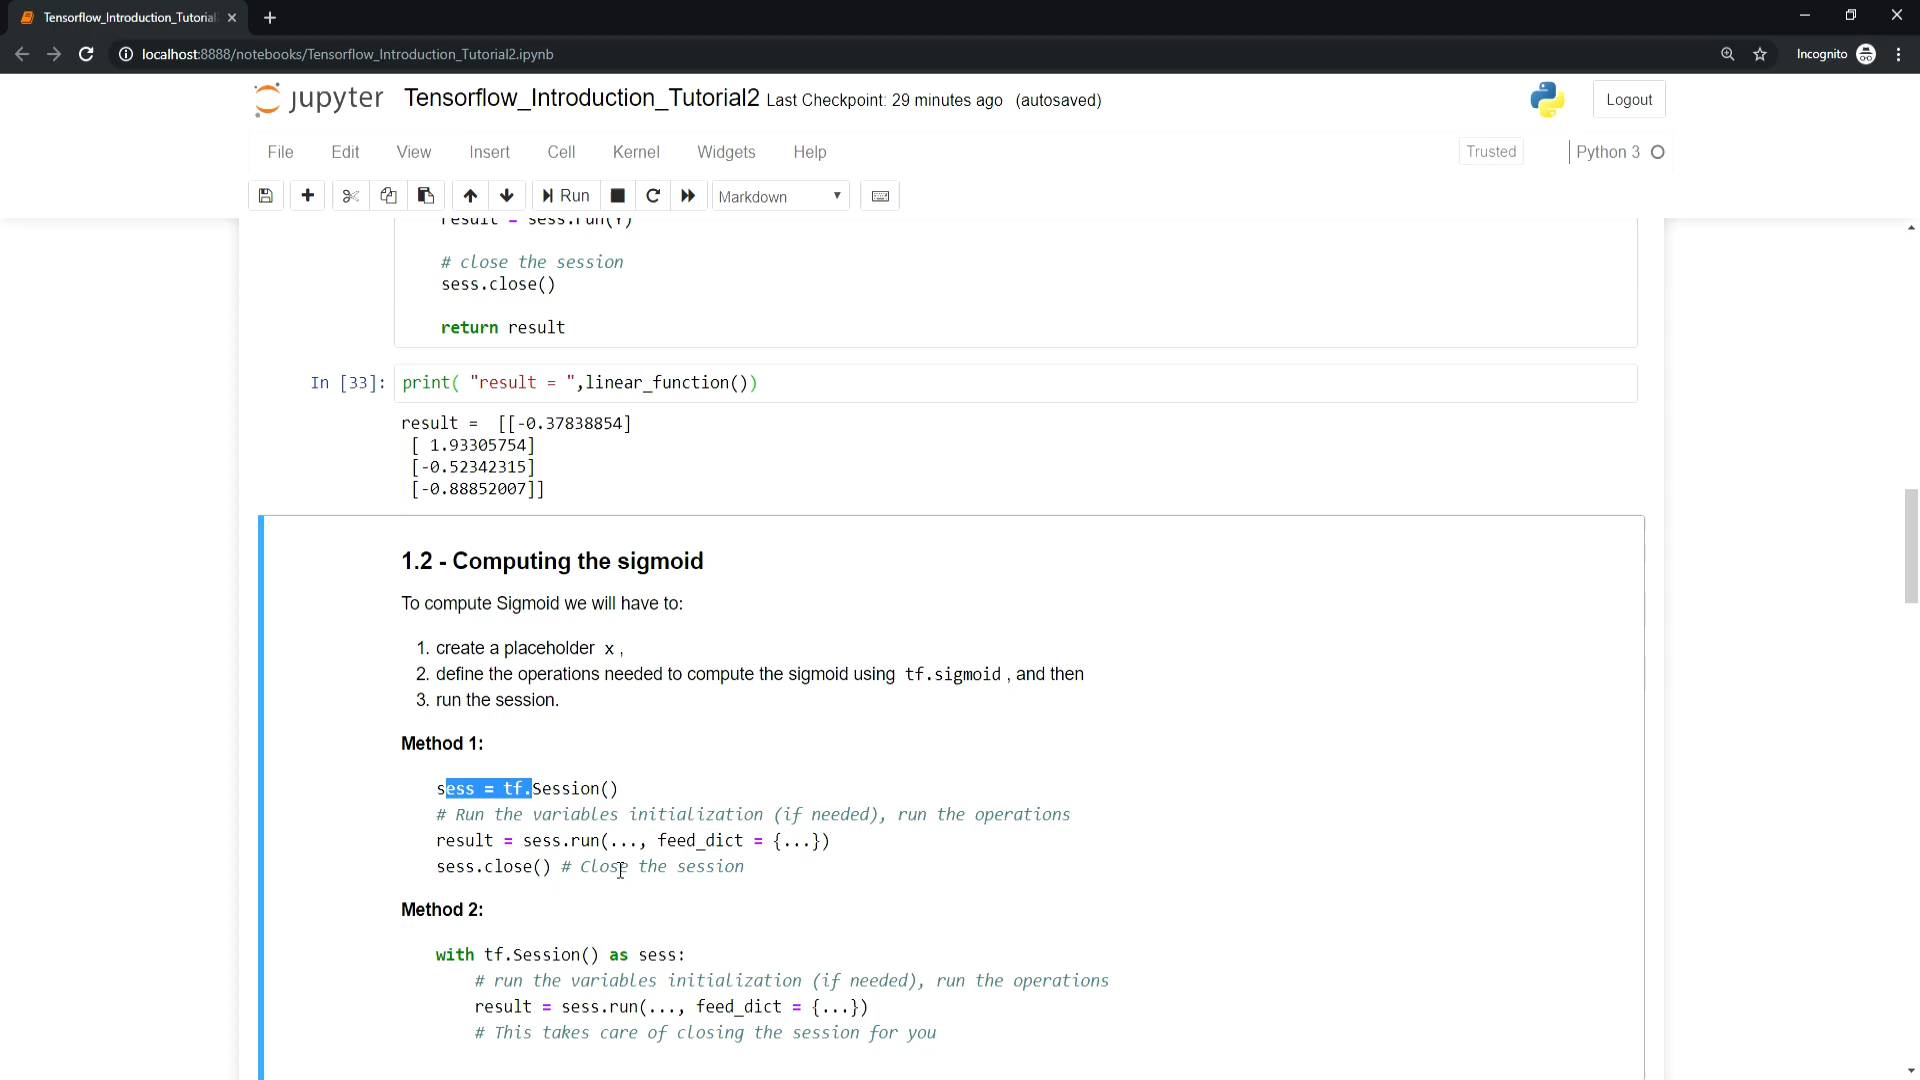 Tensorflow_Introduction_Tutorial
localhost:8888/notebooks/Tensorflow_Introduction_Tutorial2.ipynb
Incognito
jupyter Tensorflow_Introduction_Tutorial2 Last Checkpoint: 29 minutes ago (autosaved)
Logout
File Edit View Insert Cell Kernel Widgets Help
Trusted
Python 3
Run
Markdown
result = sess.run(Y)
# close the session
sess.close()
return result
In [33]: print( "result = ",linear_function())
result =  [[-0.37838854]
[ 1.93305754]
[-0.52342315]
[-0.88852007]]
1.2 - Computing the sigmoid
To compute Sigmoid we will have to:
1. create a placeholder x ,
2. define the operations needed to compute the sigmoid using tf.sigmoid , and then
3. run the session.
Method 1:
sess = tf.Session()
# Run the variables initialization (if needed), run the operations
result = sess.run(..., feed_dict = {...})
sess.close() # Close the session
Method 2:
with tf.Session() as sess:
# run the variables initialization (if needed), run the operations
result = sess.run(..., feed_dict = {...})
# This takes care of closing the session for you